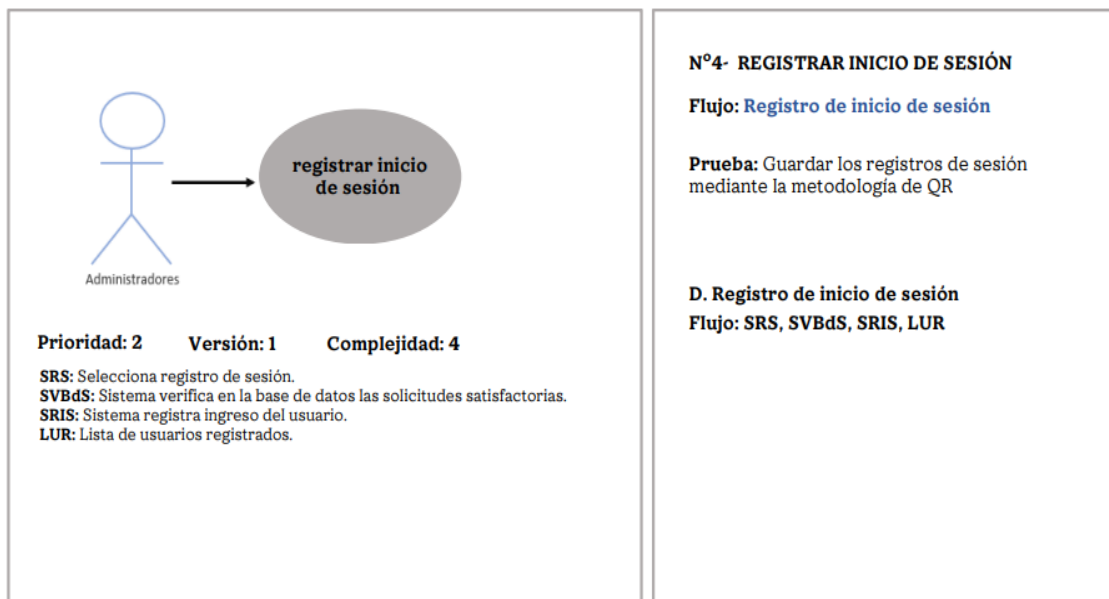 registrar inicio
de sesión
Administradores
Prioridad: 2 Versión: 1 Complejidad: 4
SRS: Selecciona registro de sesión.
SVBdS: Sistema verifica en la base de datos las solicitudes satisfactorias.
SRIS: Sistema registra ingreso del usuario.
LUR: Lista de usuarios registrados.
Nº4- REGISTRAR INICIO DE SESIÓN
Flujo: Registro de inicio de sesión
Prueba: Guardar los registros de sesión
mediante la metodología de QR
D. Registro de inicio de sesión
Flujo: SRS, SVBdS, SRIS, LUR